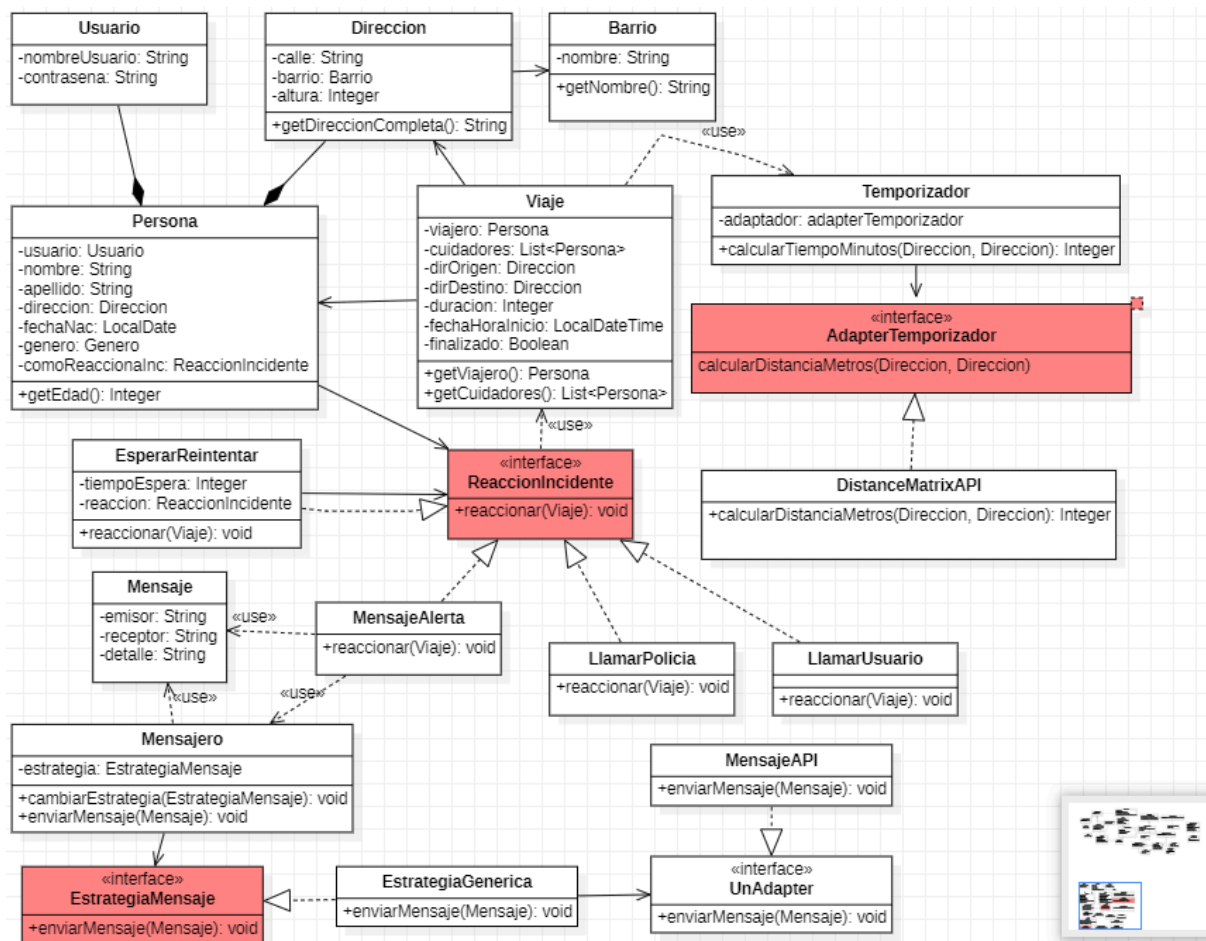 Usuario
-nombreUsuario: String
-contrasena: String
Direccion
-calle: String
-barrio: Barrio
-altura: Integer
+getDireccionCompleta(): String
Barrio
-nombre: String
+getNombre(): String
«use»
Persona
-usuario: Usuario
-nombre: String
-apellido: String
-direccion: Direccion
-fechaNac: LocalDate
-genero: Genero
-comoReaccionaInc: ReaccionIncidente
+getEdad(): Integer
Viaje
-viajero: Persona
-cuidadores: List<Persona>
-dirOrigen: Direccion
-dirDestino: Direccion
-duracion: Integer
-fechaHoraInicio: LocalDateTime
-finalizado: Boolean
+getViajero(): Persona
+getCuidadores(): List<Persona>
Temporizador
-adaptador: adapterTemporizador
+calcularTiempoMinutos(Direccion, Direccion): Integer
«interface»
AdapterTemporizador
calcularDistanciaMetros(Direccion, Direccion)
«use»
EsperarReintentar
-tiempoEspera: Integer
-reaccion: ReaccionIncidente
+reaccionar(Viaje): void
«interface»
ReaccionIncidente
+reaccionar(Viaje): void
DistanceMatrixAPI
+calcularDistanciaMetros(Direccion, Direccion): Integer
Mensaje
-emisor: String
-receptor: String
-detalle: String
«use»
MensajeAlerta
+reaccionar(Viaje): void
LlamarPolicia
+reaccionar(Viaje): void
LlamarUsuario
+reaccionar(Viaje): void
«use»
«use»
Mensajero
-estrategia: EstrategiaMensaje
+cambiarEstrategia(EstrategiaMensaje): void
+enviarMensaje(Mensaje): void
MensajeAPI
+enviarMensaje(Mensaje): void
«interface»
EstrategiaMensaje
+enviarMensaje(Mensaje): void
EstrategiaGenerica
+enviarMensaje(Mensaje): void
«interface»
UnAdapter
+enviarMensaje(Mensaje): void